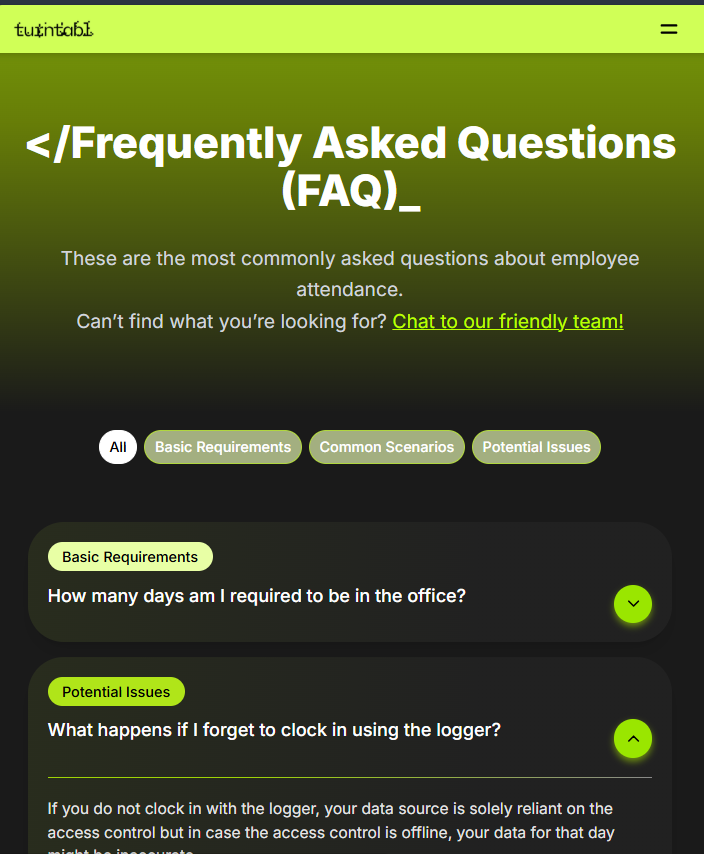 turntabl
</Frequently Asked Questions
(FAQ)_
These are the most commonly asked questions about employee
attendance.
Can’t find what you’re looking for? Chat to our friendly team!
All Basic Requirements Common Scenarios Potential Issues
Basic Requirements
How many days am I required to be in the office?
Potential Issues
What happens if I forget to clock in using the logger?
If you do not clock in with the logger, your data source is solely reliant on the
access control but in case the access control is offline, your data for that day
might be inaccurate.